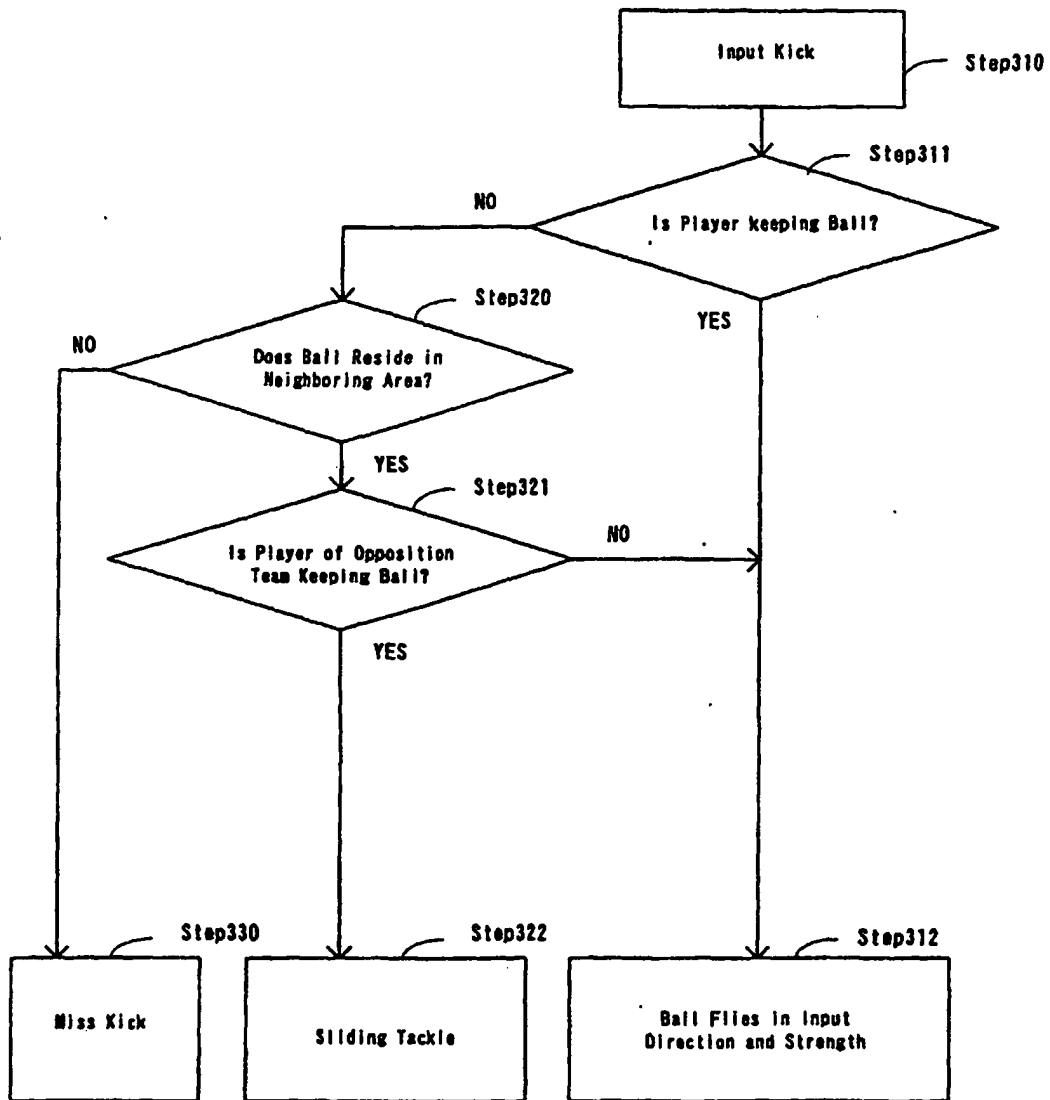 Input Kick
Step310
Step311
NO
Is Player keeping Ball?
Step320
YES
NO
Does Ball Reside in
Neighboring Area?
YES
Step321
NO
Is Player of Opposition
Team Keeping Ball?
YES
Step330
Step322
Step312
Miss Kick
Sliding Tackle
Ball Flies in Input
Direction and Strength